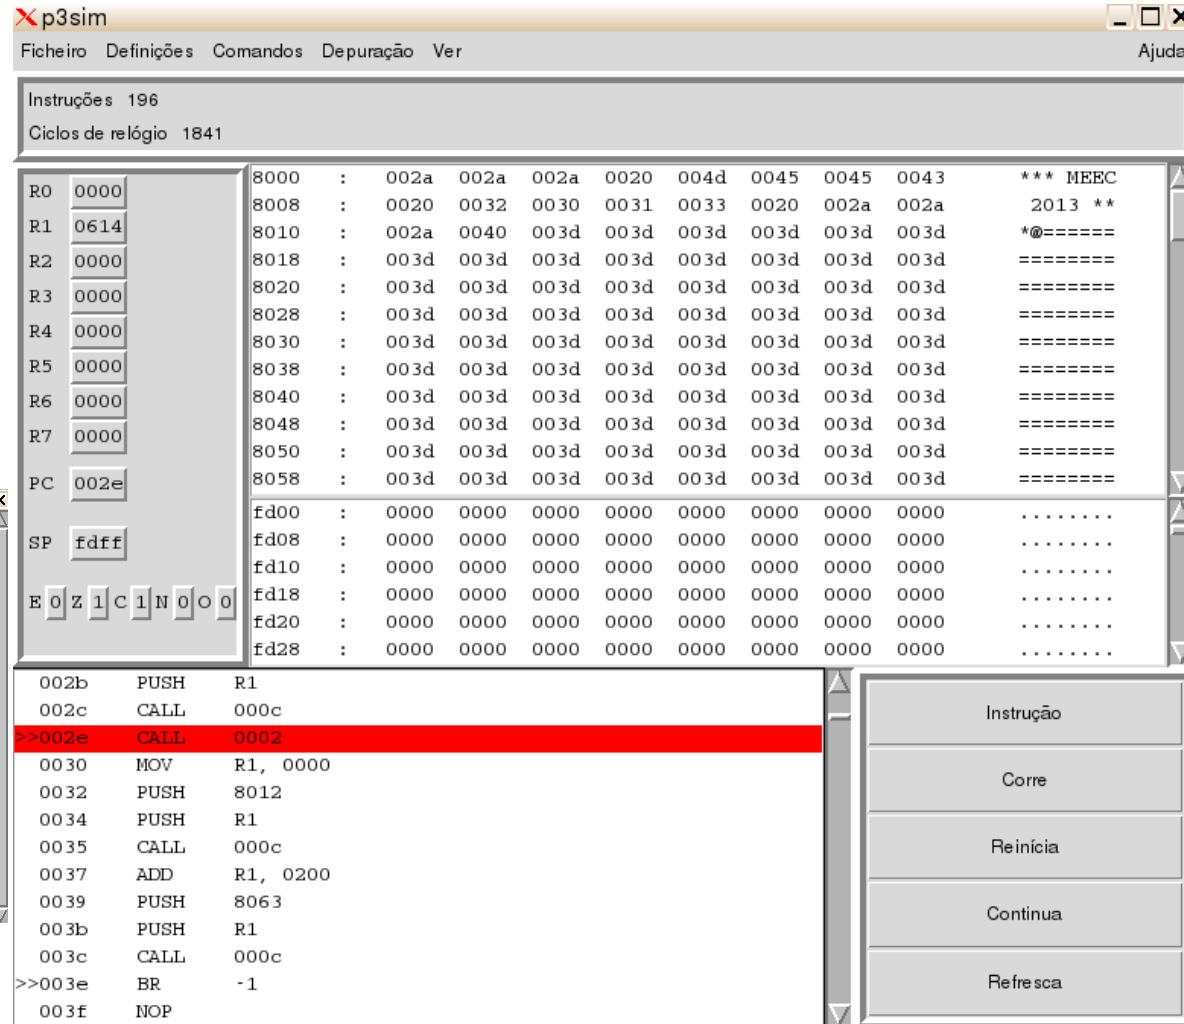 p3sim
Ficheiro Definições Comandos Depuração Ver Ajuda
Instruções 196
Ciclos de relógio 1841
R0 0000
R1 0614
R2 0000
R3 0000
R4 0000
R5 0000
R6 0000
R7 0000
PC 002e
SP fdff
E 0 Z 1 C 1 N 0 O 0
8000 : 002a 002a 002a 0020 004d 0045 0045 0043 *** MEEC
8008 : 0020 0032 0030 0031 0033 0020 002a 002a 2013 **
8010 : 002a 0040 003d 003d 003d 003d 003d 003d *@======
8018 : 003d 003d 003d 003d 003d 003d 003d 003d ========
8020 : 003d 003d 003d 003d 003d 003d 003d 003d ========
8028 : 003d 003d 003d 003d 003d 003d 003d 003d ========
8030 : 003d 003d 003d 003d 003d 003d 003d 003d ========
8038 : 003d 003d 003d 003d 003d 003d 003d 003d ========
8040 : 003d 003d 003d 003d 003d 003d 003d 003d ========
8048 : 003d 003d 003d 003d 003d 003d 003d 003d ========
8050 : 003d 003d 003d 003d 003d 003d 003d 003d ========
8058 : 003d 003d 003d 003d 003d 003d 003d 003d ========
fd00 : 0000 0000 0000 0000 0000 0000 0000 0000 ........
fd08 : 0000 0000 0000 0000 0000 0000 0000 0000 ........
fd10 : 0000 0000 0000 0000 0000 0000 0000 0000 ........
fd18 : 0000 0000 0000 0000 0000 0000 0000 0000 ........
fd20 : 0000 0000 0000 0000 0000 0000 0000 0000 ........
fd28 : 0000 0000 0000 0000 0000 0000 0000 0000 ........
002b PUSH R1
002c CALL 000c
>>002e CALL 0002
0030 MOV R1, 0000
0032 PUSH 8012
0034 PUSH R1
0035 CALL 000c
0037 ADD R1, 0200
0039 PUSH 8063
003b PUSH R1
003c CALL 000c
>>003e BR -1
003f NOP
Instrução
Corre
Reinícia
Continua
Refresca